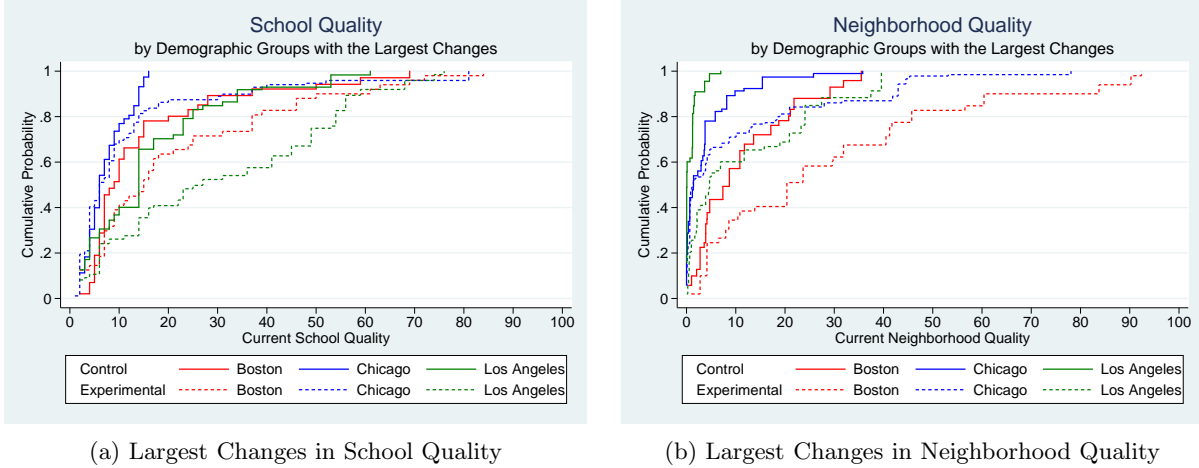 School Quality
by Demographic Groups with the Largest Changes
Cumulative Probability
1
.8
.6
.4
.2
0
0 10 20 30 40 50 60 70 80 90 100
Current School Quality
Control Boston Chicago Los Angeles
Experimental Boston Chicago Los Angeles
(a) Largest Changes in School Quality
Neighborhood Quality
by Demographic Groups with the Largest Changes
Cumulative Probability
1
.8
.6
.4
.2
0
0 10 20 30 40 50 60 70 80 90 100
Current Neighborhood Quality
Control Boston Chicago Los Angeles
Experimental Boston Chicago Los Angeles
(b) Largest Changes in Neighborhood Quality